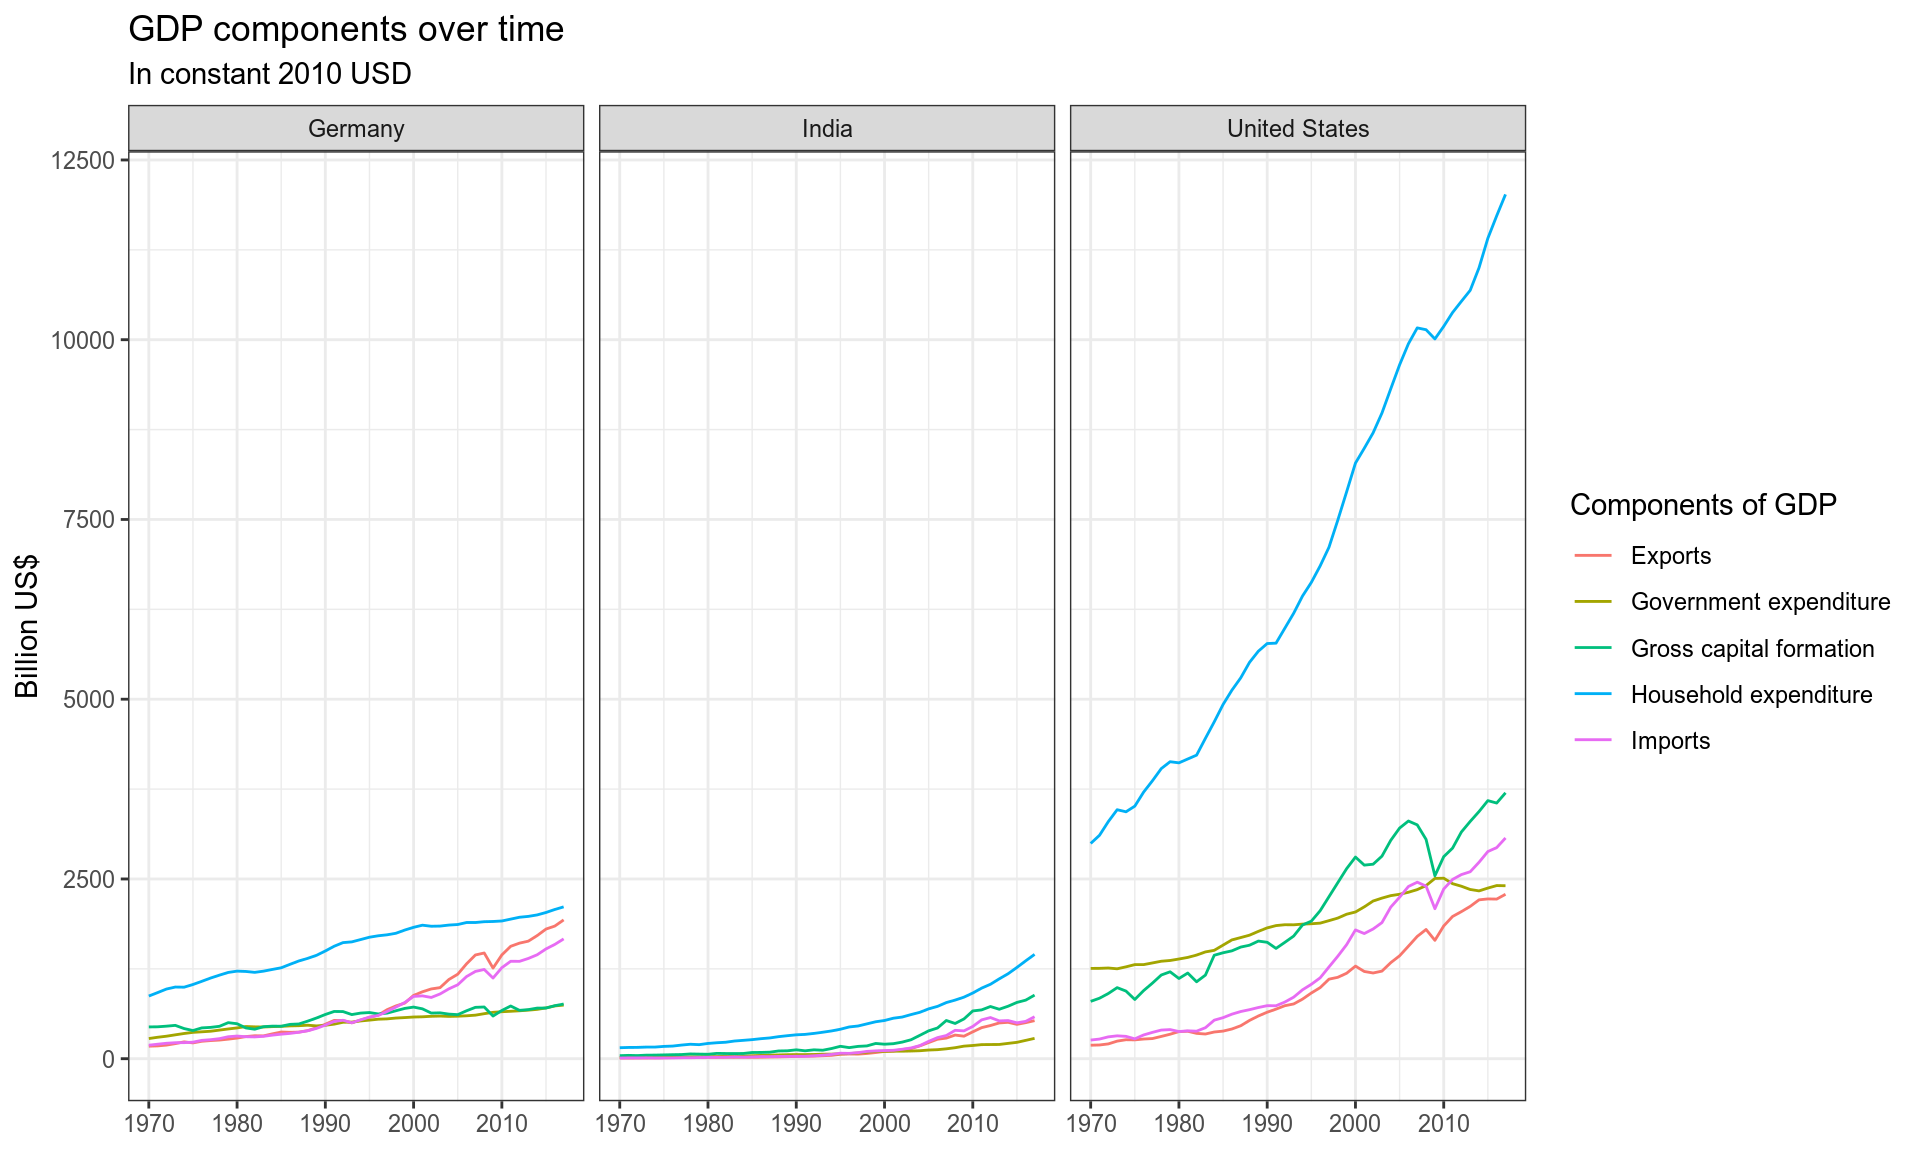 GDP components over time
In constant 2010 USD
Germany
India
United States
12500
10000
7500
5000
2500
0
Billion US$
1970 1980 1990 2000 2010
1970 1980 1990 2000 2010
1970 1980 1990 2000 2010
Components of GDP
Exports
Government expenditure
Gross capital formation
Household expenditure
Imports